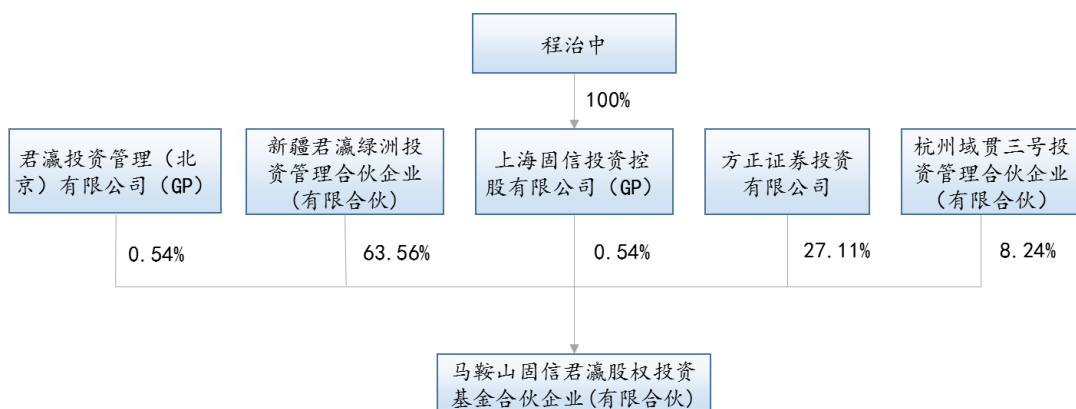 程治中
100%
君瀛投资管理（北
京）有限公司（GP）
新疆君瀛绿洲投
资管理合伙企业
(有限合伙)
上海固信投资控
股有限公司（GP）
方正证券投资
有限公司
杭州域贯三号投
资管理合伙企业
(有限合伙）
0.54%
63.56%
0.54%
27.11%
8.24%
马鞍山固信君瀛股权投资
基金合伙企业(有限合伙)